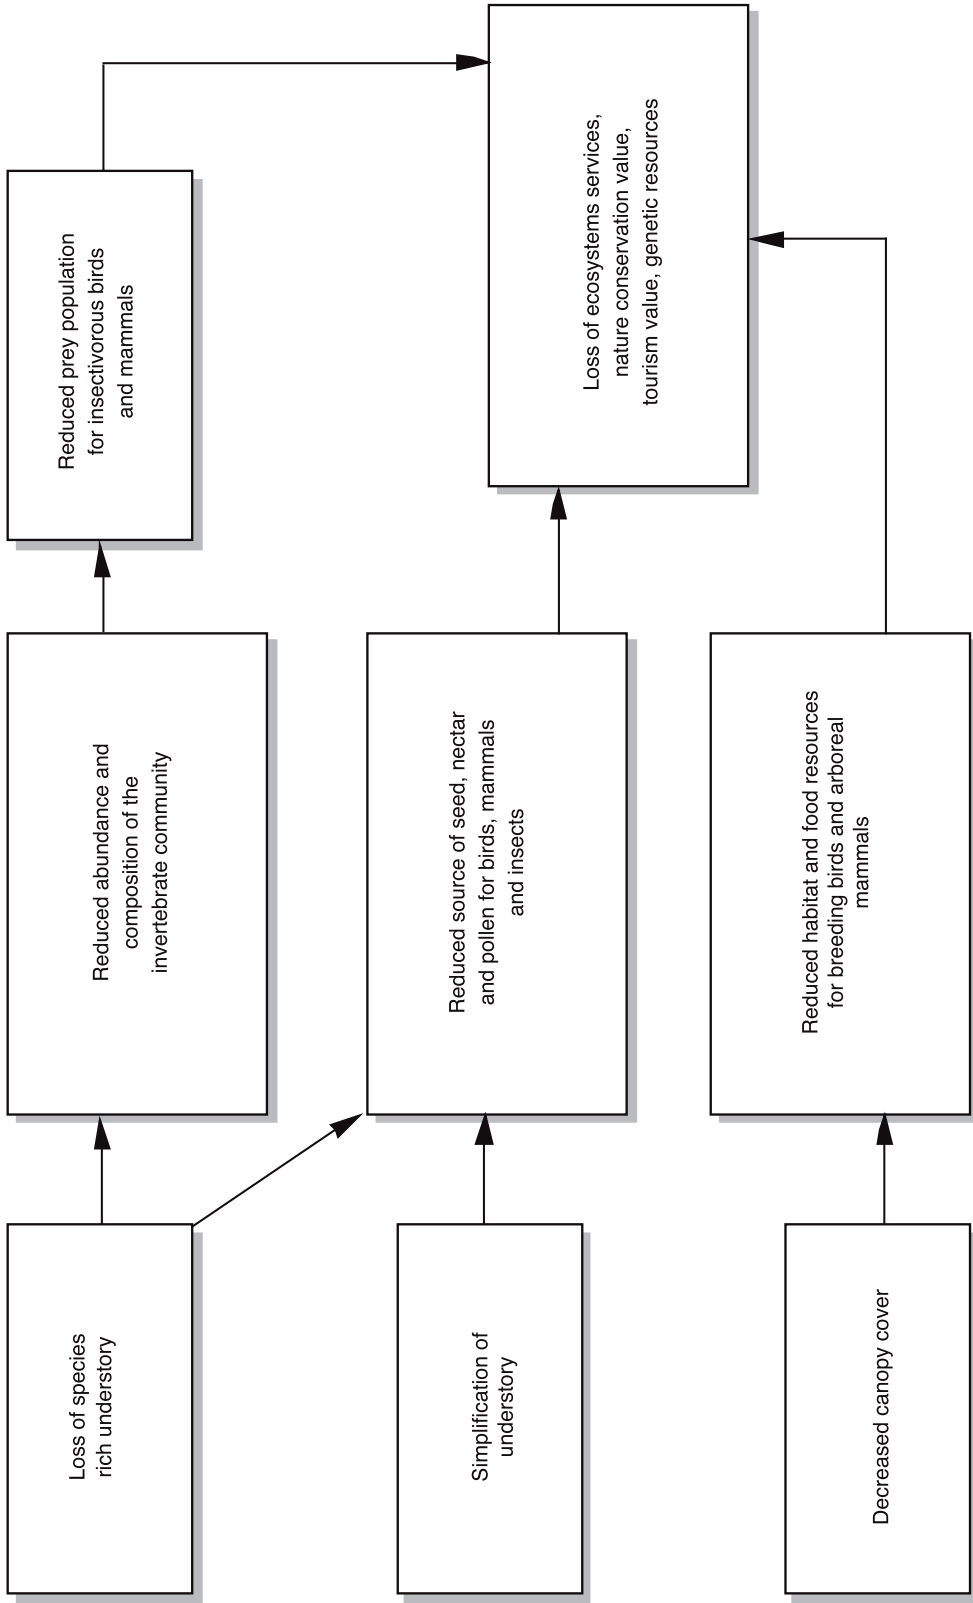 Loss of species
rich understory
Simplification of
understory
Decreased canopy cover
Reduced abundance and
composition of the
invertebrate community
Reduced source of seed, nectar
and pollen for birds, mammals
and insects
Reduced habitat and food resources
for breeding birds and arboreal
mammals
Reduced prey population
for insectivorous birds
and mammals
Loss of ecosystems services,
nature conservation value,
tourism value, genetic resources